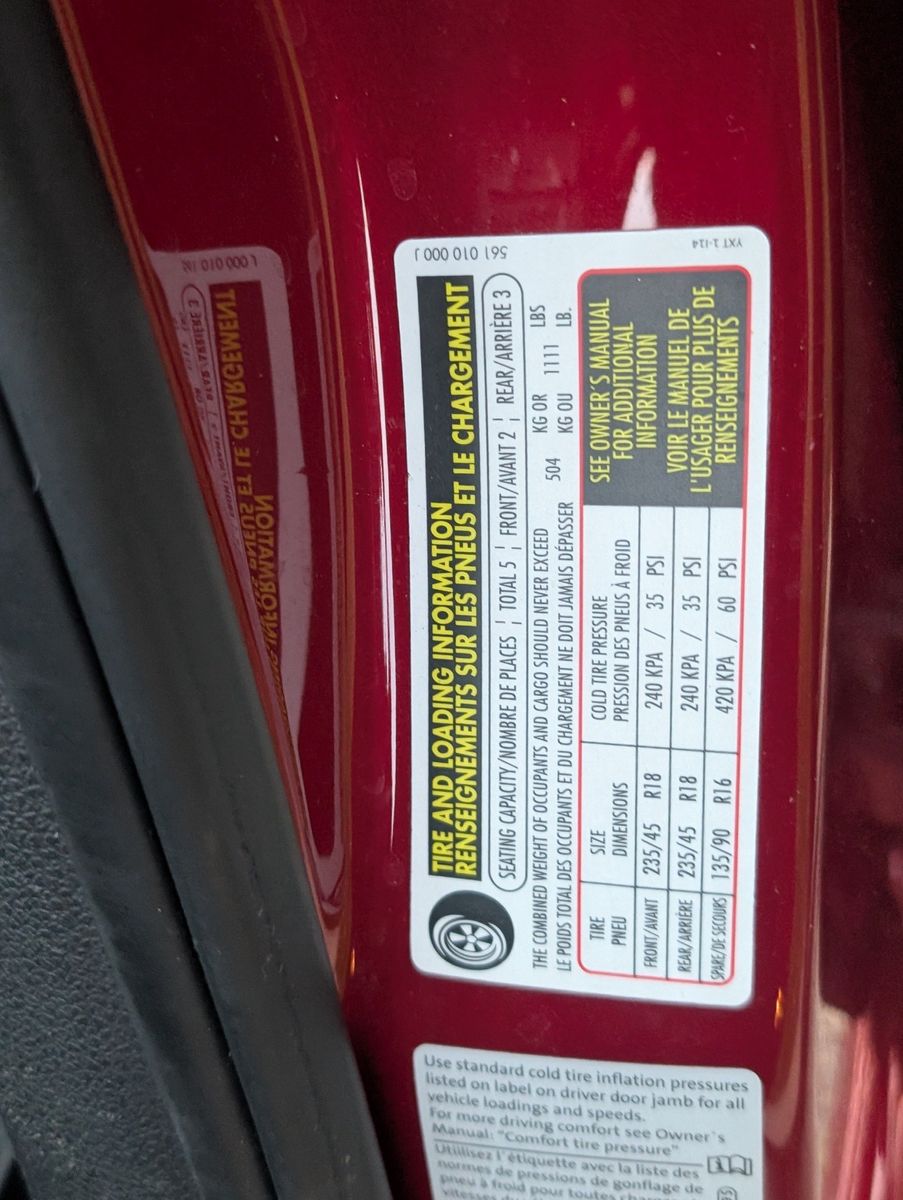 561 010 000 J
TIRE AND LOADING INFORMATION
RENSEIGNEMENTS SUR LES PNEUS ET LE CHARGEMENT
SEATING CAPACITY/NOMBRE DE PLACES ¦ TOTAL 5 ¦ FRONT/AVANT 2 ¦ REAR/ARRIÈRE 3
THE COMBINED WEIGHT OF OCCUPANTS AND CARGO SHOULD NEVER EXCEED 504 KG OR 1111 LBS
LE POIDS TOTAL DES OCCUPANTS ET DU CHARGEMENT NE DOIT JAMAIS DÉPASSER KG OU LB.
TIRE SIZE COLD TIRE PRESSURE
PNEU DIMENSIONS PRESSION DES PNEUS À FROID
FRONT/AVANT 235/45 R18 240 KPA / 35 PSI
REAR/ARRIÈRE 235/45 R18 240 KPA / 35 PSI
SPARE/DE SECOURS 135/90 R16 420 KPA / 60 PSI
SEE OWNER'S MANUAL
FOR ADDITIONAL
INFORMATION
VOIR LE MANUEL DE
L'USAGER POUR PLUS DE
RENSEIGNEMENTS
YXT 1-I14
Use standard cold tire inflation pressures
listed on label on driver door jamb for all
vehicle loadings and speeds.
For more driving comfort see Owner's
Manual: "Comfort tire pressure"
Utilisez l'étiquette avec la liste des
normes de pressions de gonflage de
pneu à froid pour toutes